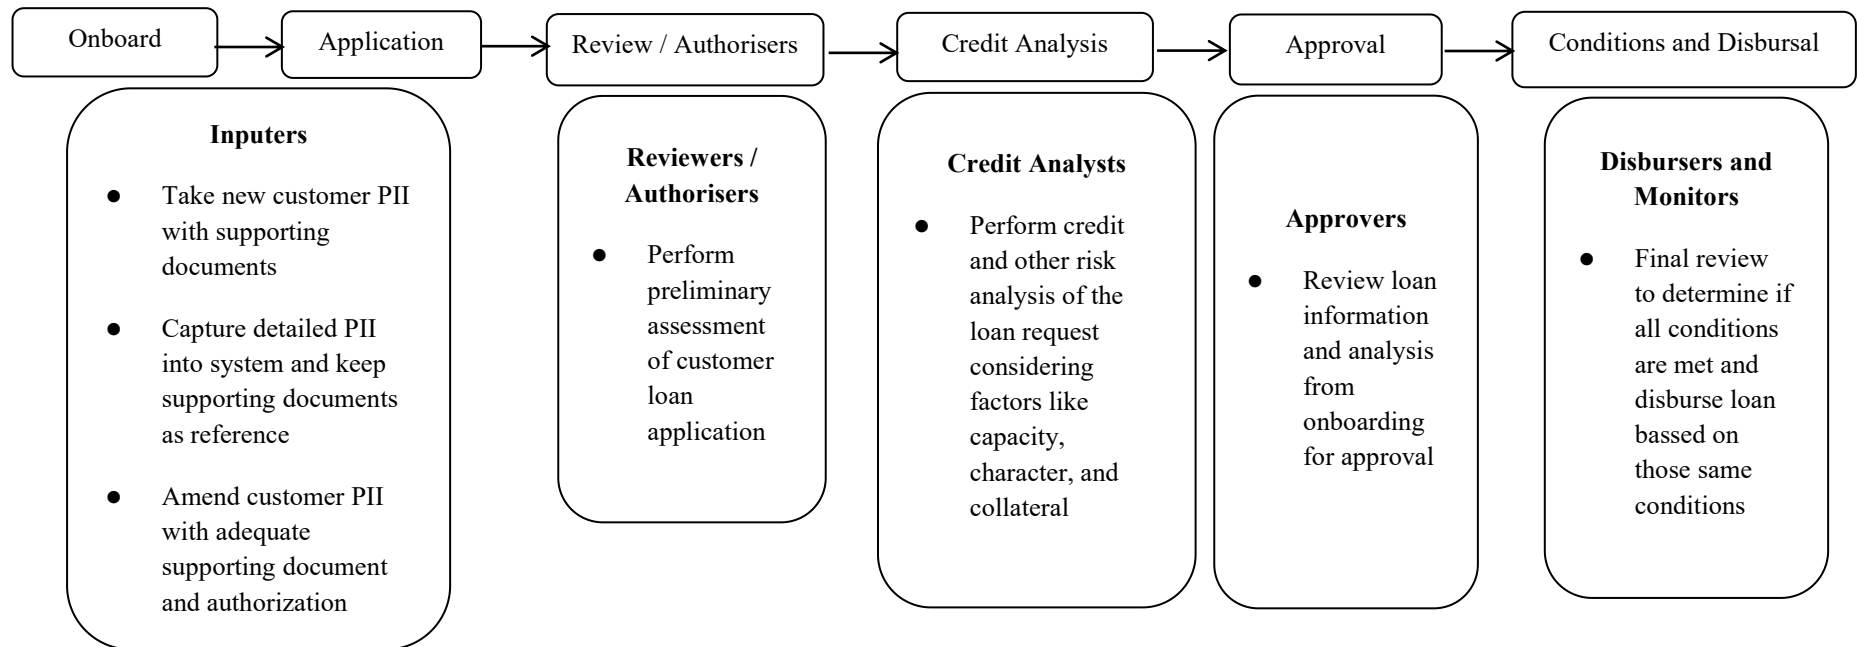 Onboard
Application
Review / Authorisers
Credit Analysis
Approval
Conditions and Disbursal
Inputers
● Take new customer PII
with supporting
documents
● Capture detailed PII
into system and keep
supporting documents
as reference
● Amend customer PII
with adequate
supporting document
and authorization
Reviewers /
Authorisers
● Perform
preliminary
assessment
of customer
loan
application
Credit Analysts
● Perform credit
and other risk
analysis of the
loan request
considering
factors like
capacity,
character, and
collateral
Approvers
● Review loan
information
and analysis
from
onboarding
for approval
Disbursers and
Monitors
● Final review
to determine if
all conditions
are met and
disburse loan
bassed on
those same
conditions